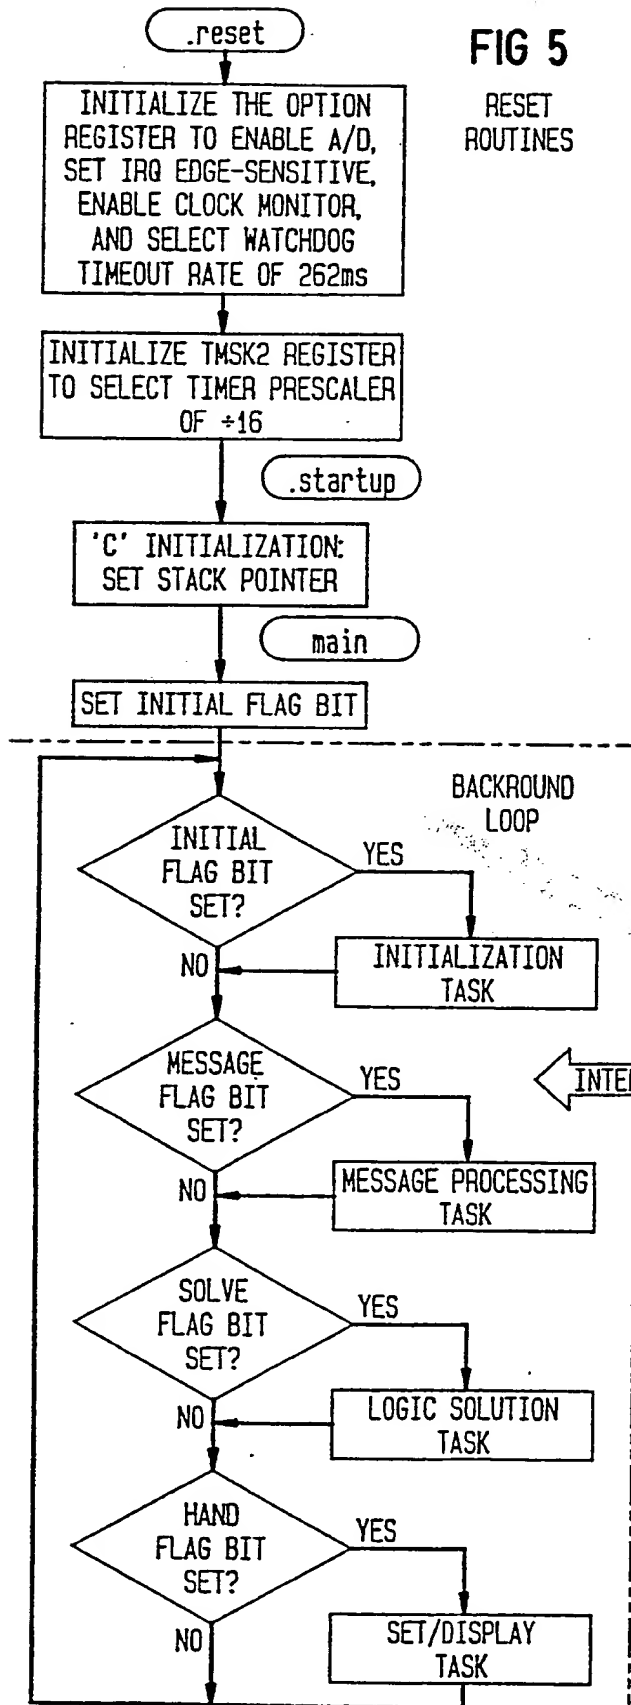 .reset
FIG 5
RESET
ROUTINES
INITIALIZE THE OPTION
REGISTER TO ENABLE A/D,
SET IRQ EDGE-SENSITIVE,
ENABLE CLOCK MONITOR,
AND SELECT WATCHDOG
TIMEOUT RATE OF 262ms
INITIALIZE TMSK2 REGISTER
TO SELECT TIMER PRESCALER
OF ÷16
.startup
'C' INITIALIZATION:
SET STACK POINTER
main
SET INITIAL FLAG BIT
BACKROUND
LOOP
INITIAL
FLAG BIT
SET?
YES
INITIALIZATION
TASK
NO
MESSAGE
FLAG BIT
SET?
YES
INTE
MESSAGE PROCESSING
TASK
NO
SOLVE
FLAG BIT
SET?
YES
LOGIC SOLUTION
TASK
NO
HAND
FLAG BIT
SET?
YES
SET/DISPLAY
TASK
NO